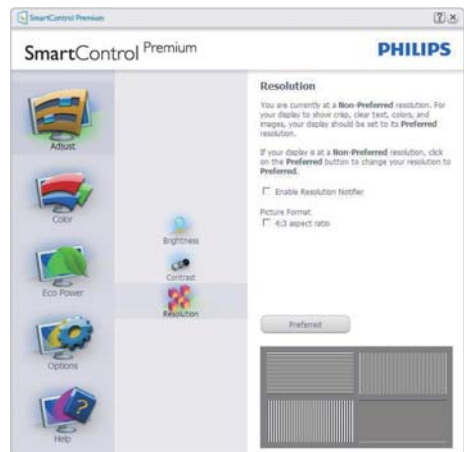 SmartControl Premium
SmartControl Premium
PHILIPS
Adjust
Color
Eco Power
Options
Help
Brightness
Contrast
Resolution
Resolution
You are currently at a Non-Preferred resolution. For
your display to show crisp, clear text, colors, and
images, your display should be set to its Preferred
resolution.
If your display is at a Non-Preferred resolution, click
on the Preferred button to change your resolution to
Preferred.
Enable Resolution Notifier
Picture Format
4:3 aspect ratio
Preferred